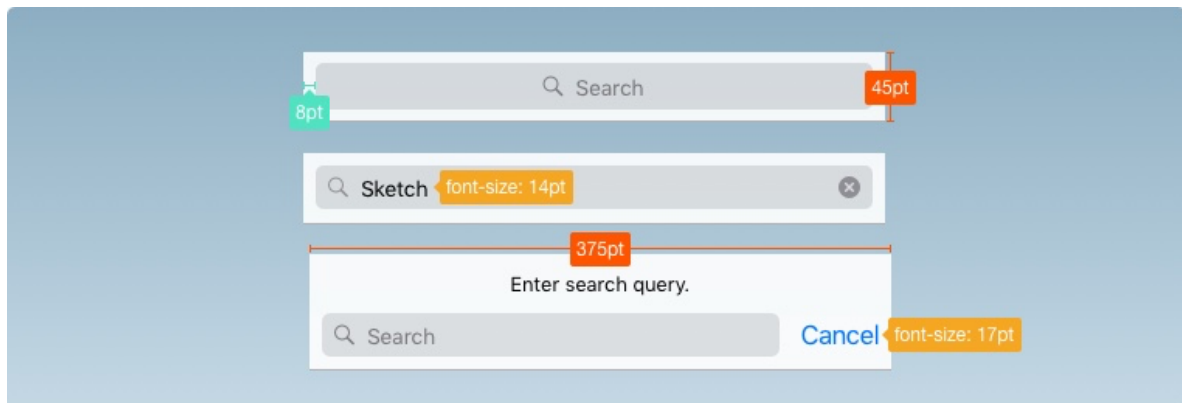 Search
45pt
8pt
Sketch font-size: 14pt
375pt
Enter search query.
Search Cancel font-size: 17pt